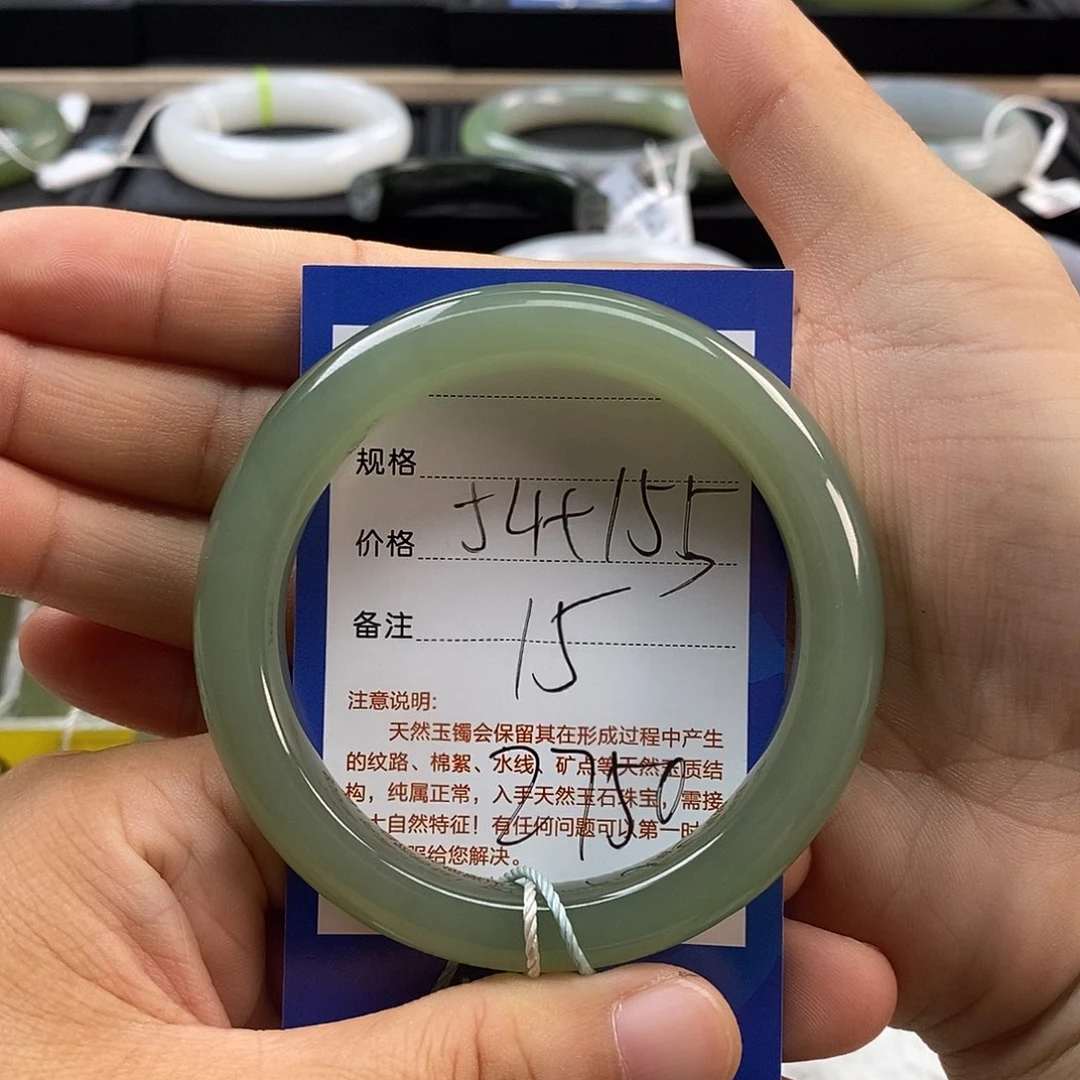 规格
54+155
价格
15
备注
注意说明:
天然玉镯会保留其在形成过程中产生
的纹路、棉絮、水线、矿点等天然玉质结
构，纯属正常，入手天然玉石珠宝，需接
自然特征！有任何问题可以第一时
给您解决。
2750